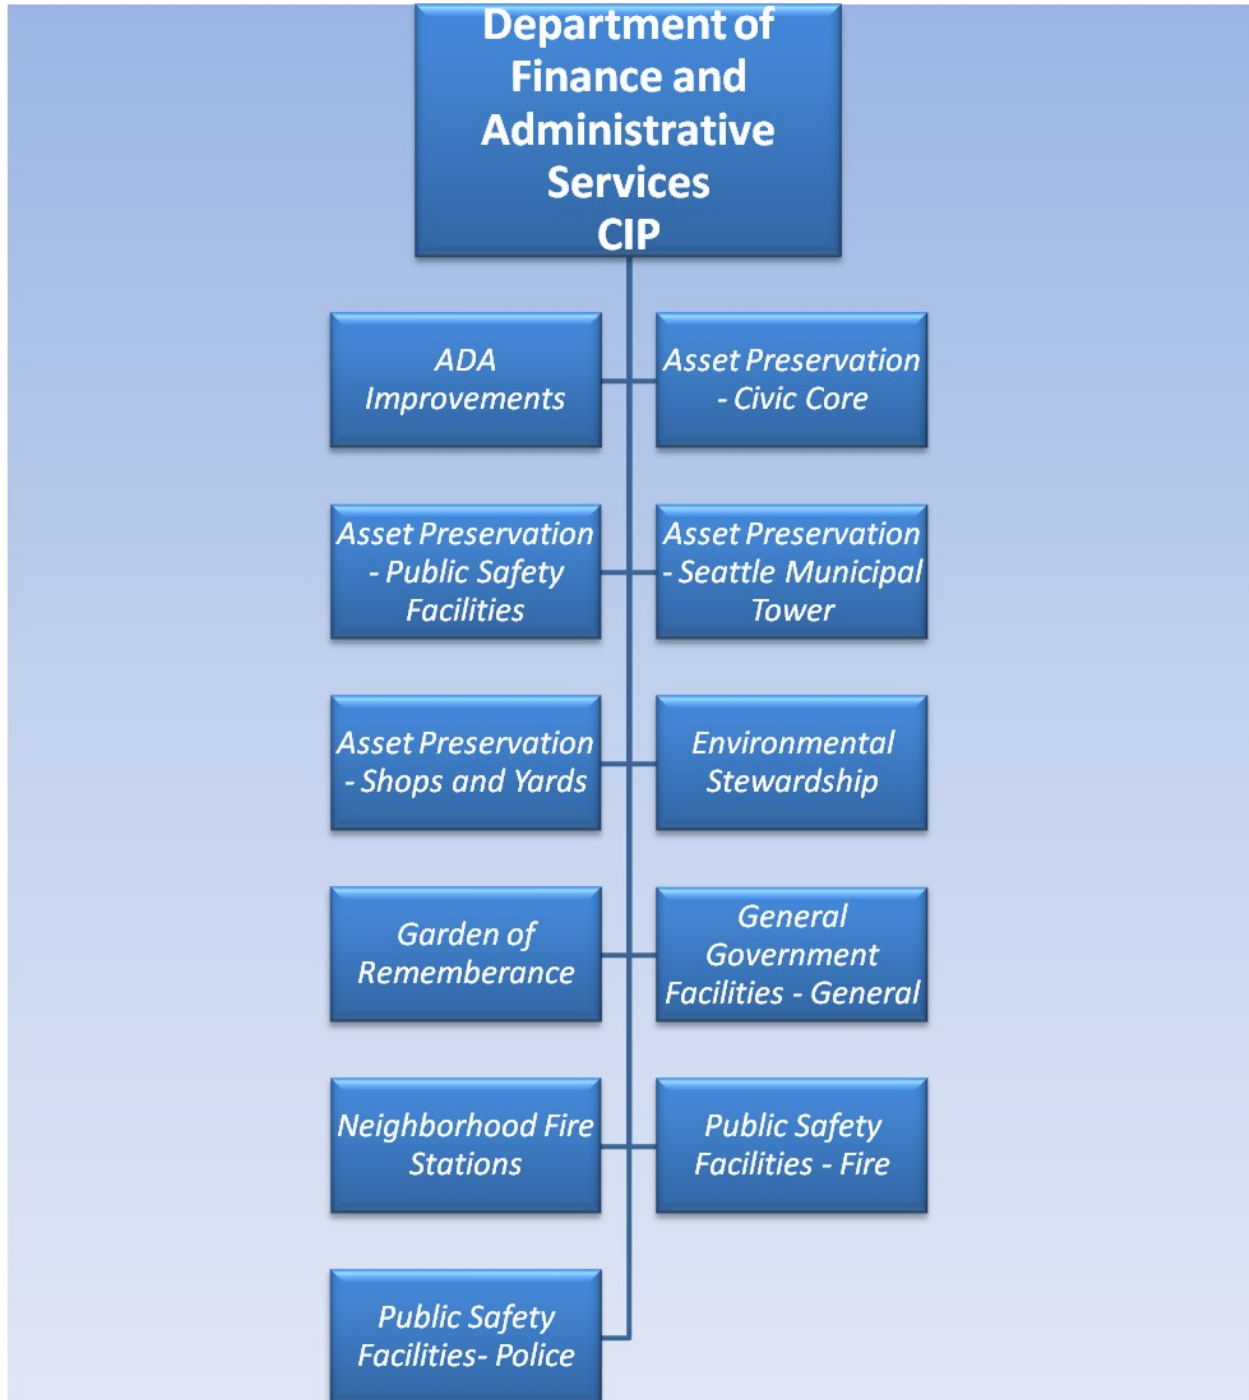 Department of
Finance and
Administrative
Services
CIP
ADA
Improvements
Asset Preservation
- Civic Core
Asset Preservation
- Public Safety
Facilities
Asset Preservation
- Seattle Municipal
Tower
Asset Preservation
- Shops and Yards
Environmental
Stewardship
Garden of
Rememberance
General
Government
Facilities - General
Neighborhood Fire
Stations
Public Safety
Facilities - Fire
Public Safety
Facilities- Police